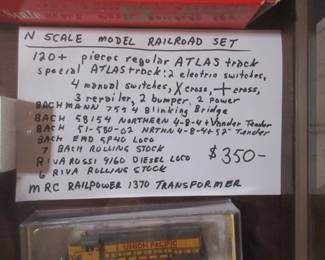 Scale
N SCALE MODEL RAILROAD SET
120+ pieces regular ATLAS track
special ATLAS track: 2 electric switches,
4 manual switches, X cross, + cross,
3 rerailer, 2 bumper, 2 power
BACHMANN 7594 Blinking Bridge
BACH 58154 NORTHERN 4-8-4 + Vander Tender
BACH 51-580-02 NRTHN 4-8-4 + 52' Tender
BACH EMD GP40 LOCO
7 BACH ROLLING STOCK
RIVAROSSI 9160 DIESEL LOCO
6 RIVA ROLLING STOCK
$350-
MRC RAILPOWER 1370 TRANSFORMER
UNION PACIFIC